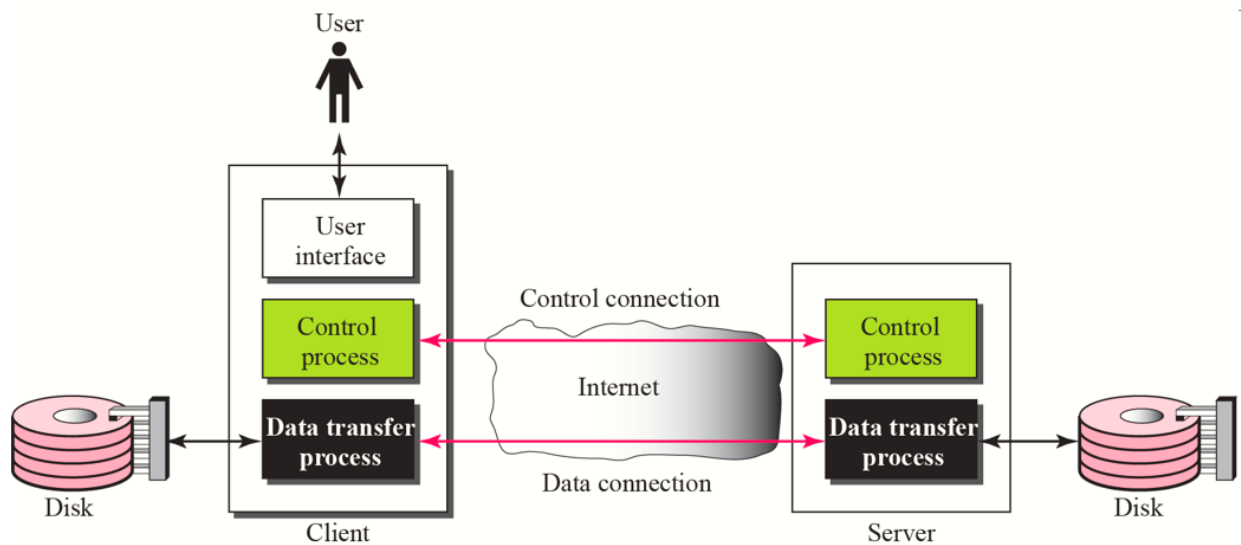 User
User
interface
Control connection
Control
process
Control
process
Internet
Data transfer
process
Data transfer
process
Data connection
Disk
Client
Server
Disk